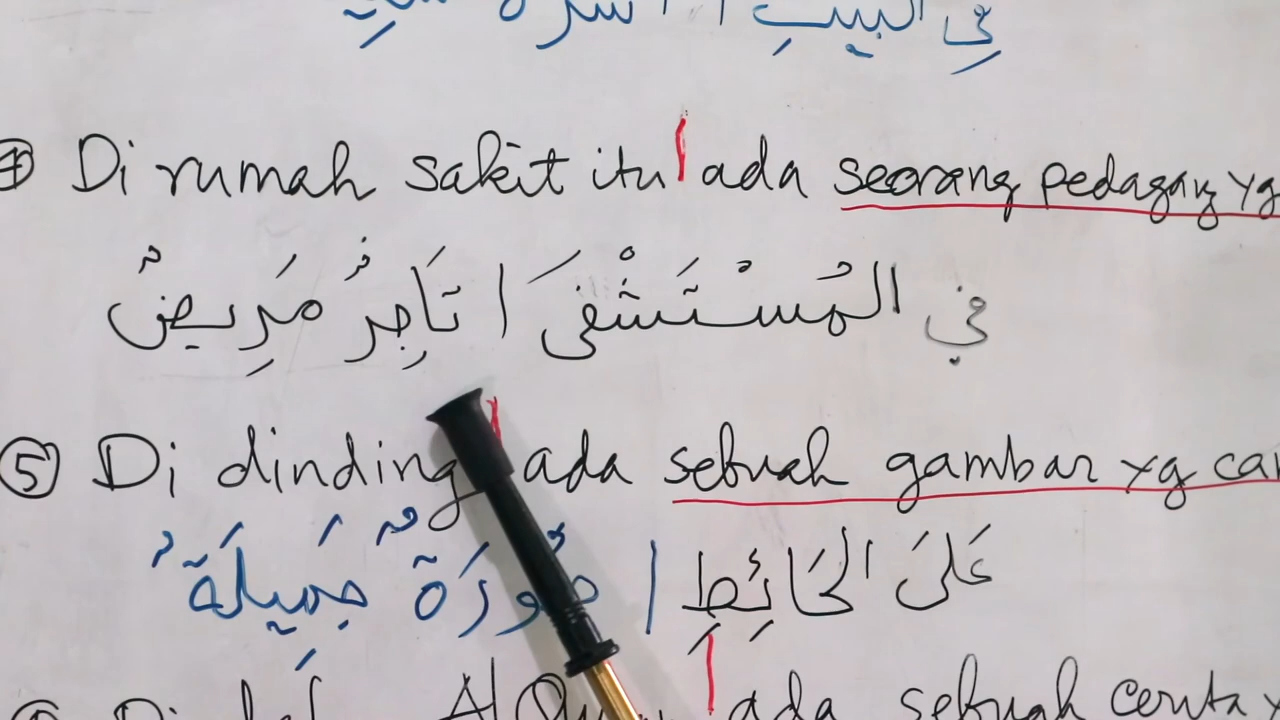 فِي الْبَيْتِ |
④ Di rumah sakit itu | ada seorang pedagang yg
فِي الْمُسْتَشْفَى | تَاجِرٌ مَرِيضٌ
⑤ Di dinding | ada sebuah gambar yg
عَلَى الْحَائِطِ | صُورَةٌ جَمِيلَةٌ
ada sebuah cerita